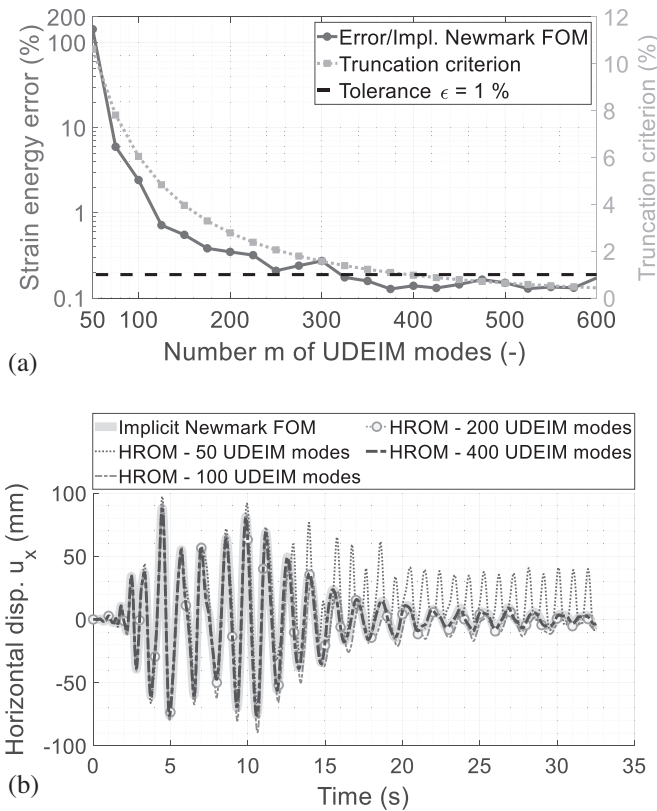 200
100
10
1
0.1
Strain energy error (%)
Error/Impl. Newmark FOM
Truncation criterion
Tolerance ϵ = 1 %
12
10
8
6
4
2
0
Truncation criterion (%)
50 100 200 300 400 500 600
Number m of UDEIM modes (-)
(a)
Implicit Newmark FOM
HROM - 50 UDEIM modes
HROM - 100 UDEIM modes
HROM - 200 UDEIM modes
HROM - 400 UDEIM modes
100
50
0
-50
-100
Horizontal disp. uₓ (mm)
0 5 10 15 20 25 30 35
Time (s)
(b)